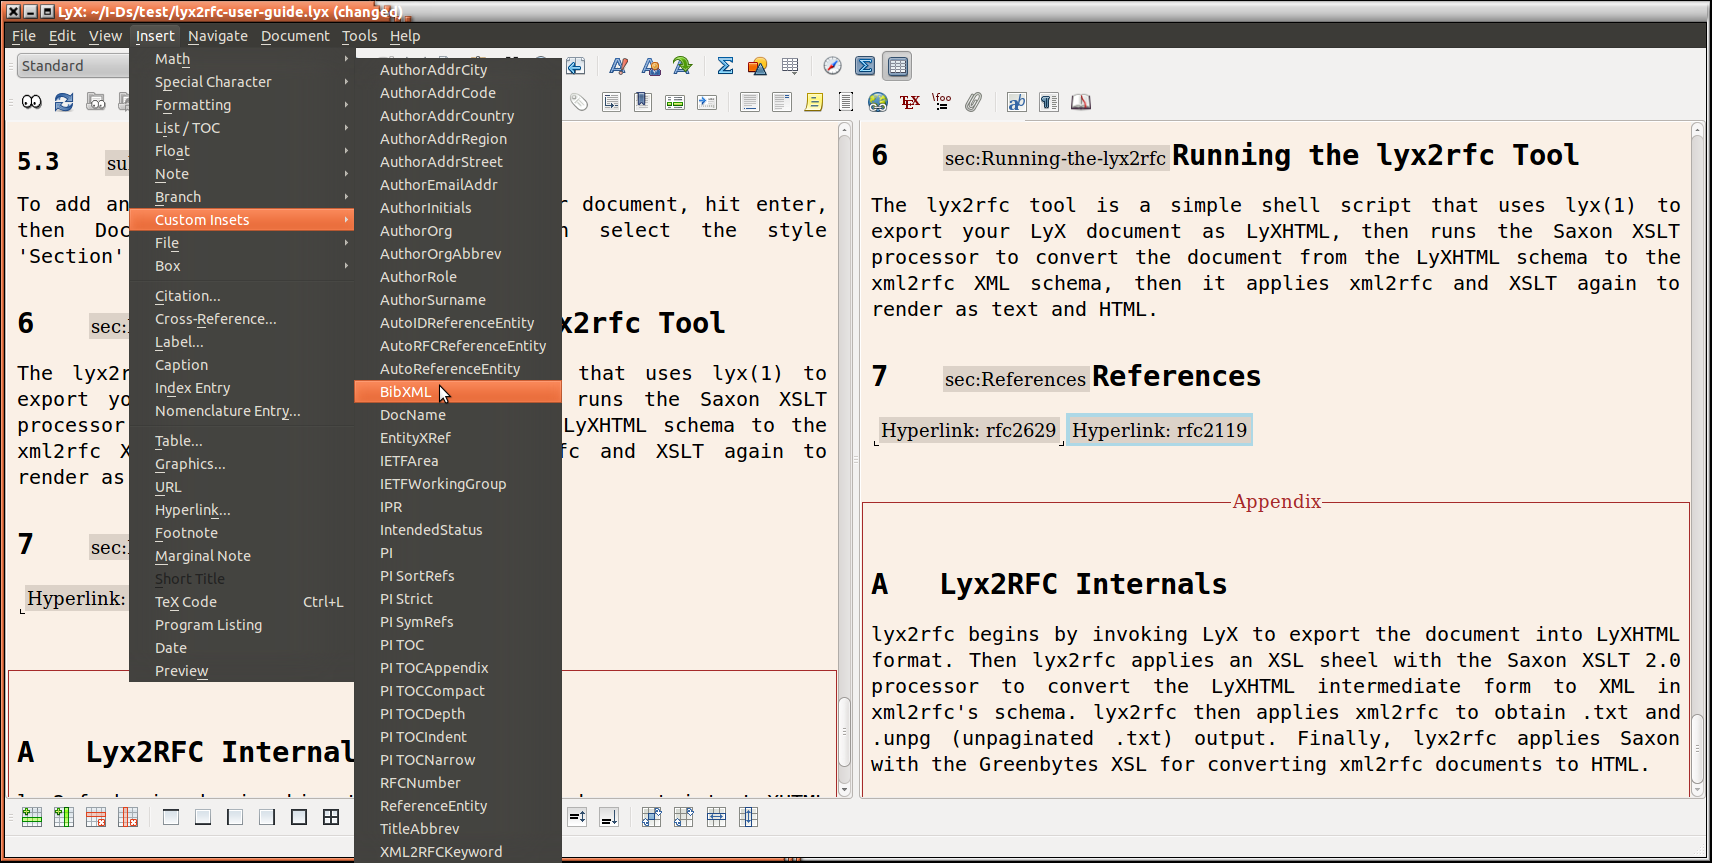 LyX: ~/I-Ds/test/lyx2rfc-user-guide.lyx (changed)
File Edit View Insert Navigate Document Tools Help
Standard
Math
Special Character
Formatting
List / TOC
Float
Note
Branch
Custom Insets
File
Box
Citation...
Cross-Reference...
Label...
Caption
Index Entry
Nomenclature Entry...
Table...
Graphics...
URL
Hyperlink...
Footnote
Marginal Note
Short Title
TeX Code Ctrl+L
Program Listing
Date
Preview
AuthorAddrCity
AuthorAddrCode
AuthorAddrCountry
AuthorAddrRegion
AuthorAddrStreet
AuthorEmailAddr
AuthorInitials
AuthorOrg
AuthorOrgAbbrev
AuthorRole
AuthorSurname
AutoIDReferenceEntity
AutoRFCReferenceEntity
AutoReferenceEntity
BibXML
DocName
EntityXRef
IETFArea
IETFWorkingGroup
IPR
IntendedStatus
PI
PI SortRefs
PI Strict
PI SymRefs
PI TOC
PI TOCAppendix
PI TOCCompact
PI TOCDepth
PI TOCIndent
PI TOCNarrow
RFCNumber
ReferenceEntity
TitleAbbrev
XML2RFCKeyword
5.3 su
To add an r document, hit enter,
then Doc select the style
'Section'
6 sec: x2rfc Tool
The lyx2r that uses lyx(1) to
export yo runs the Saxon XSLT
processor LyXHTML schema to the
xml2rfc X fc and XSLT again to
render as
7 sec:
Hyperlink:
A Lyx2RFC Internal
6 sec:Running-the-lyx2rfc Running the lyx2rfc Tool
The lyx2rfc tool is a simple shell script that uses lyx(1) to
export your LyX document as LyXHTML, then runs the Saxon XSLT
processor to convert the document from the LyXHTML schema to the
xml2rfc XML schema, then it applies xml2rfc and XSLT again to
render as text and HTML.
7 sec:References References
Hyperlink: rfc2629 Hyperlink: rfc2119
Appendix
A Lyx2RFC Internals
lyx2rfc begins by invoking LyX to export the document into LyXHTML
format. Then lyx2rfc applies an XSL sheel with the Saxon XSLT 2.0
processor to convert the LyXHTML intermediate form to XML in
xml2rfc's schema. lyx2rfc then applies xml2rfc to obtain .txt and
.unpg (unpaginated .txt) output. Finally, lyx2rfc applies Saxon
with the Greenbytes XSL for converting xml2rfc documents to HTML.